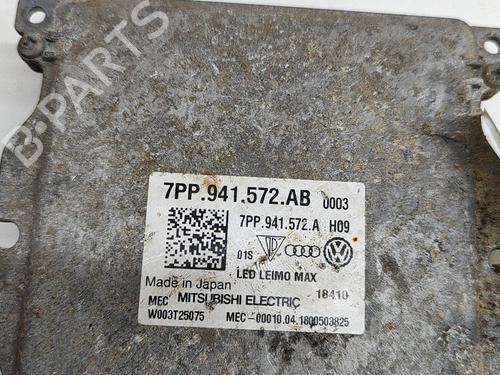 B-PARTS
7PP.941.572.AB 0003
7PP.941.572.A H09
01S
LED LEIMO MAX
Made in Japan 18410
MEC MITSUBISHI ELECTRIC
W003T25075 MEC-00010.04.1800503825